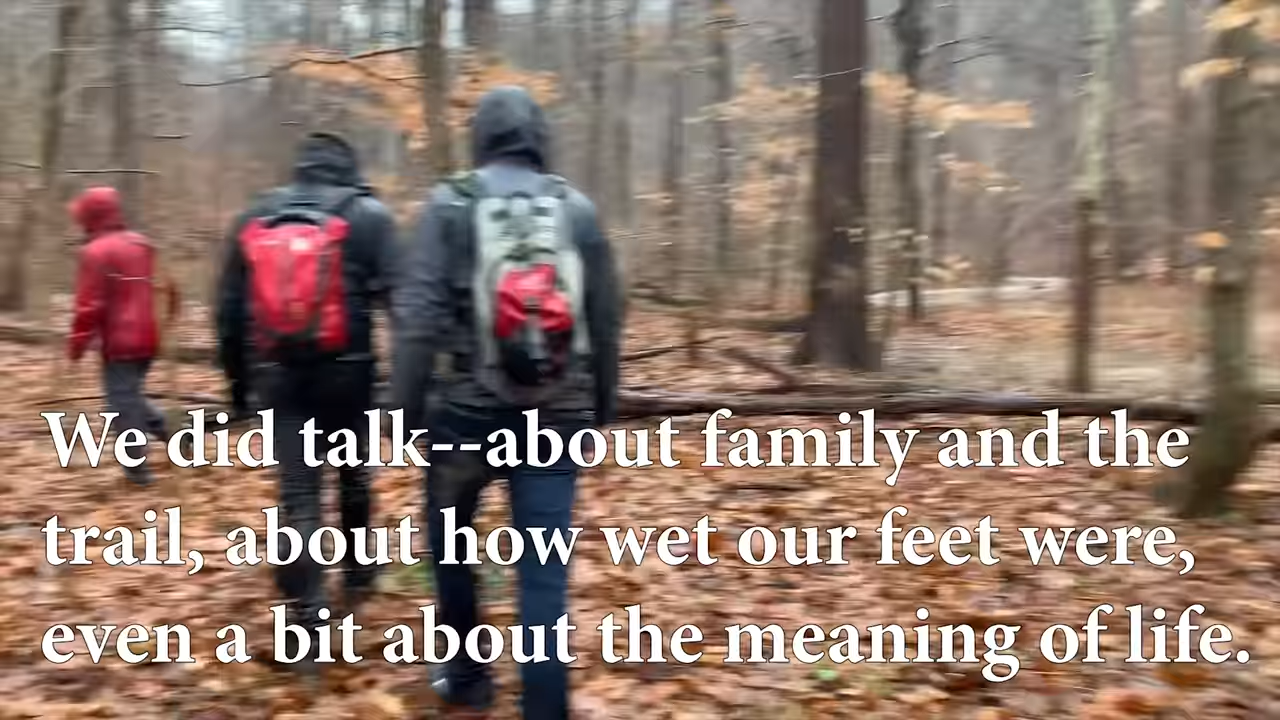 We did talk--about family and the
trail, about how wet our feet were,
even a bit about the meaning of life.